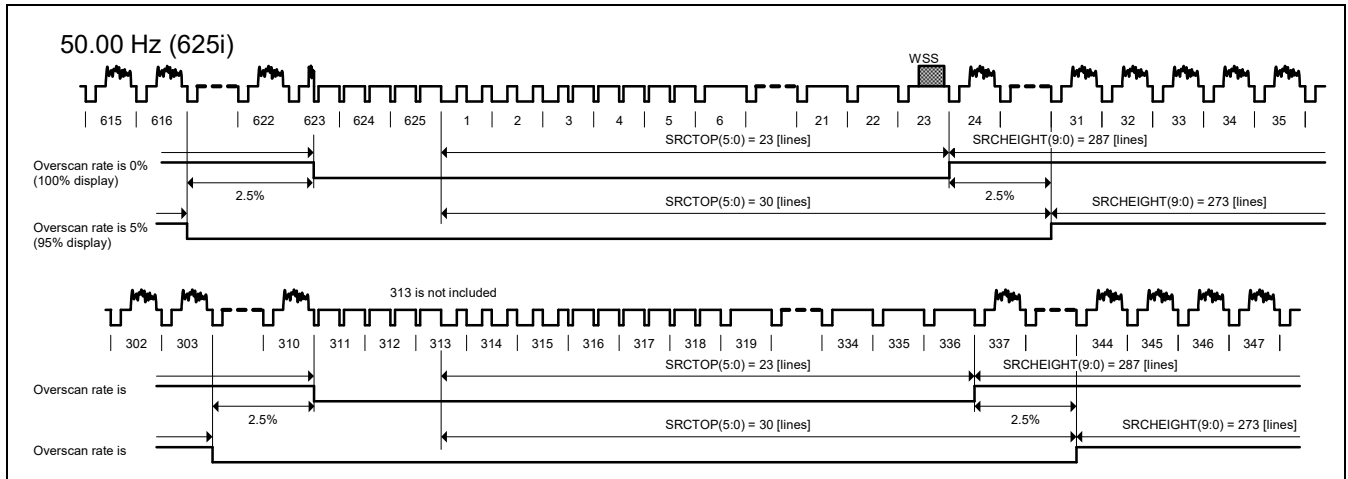 50.00 Hz (625i)
WSS
615 616 622 623 624 625 1 2 3 4 5 6 21 22 23 24 31 32 33 34 35
SRCTOP(5:0) = 23 [lines] SRCHEIGHT(9:0) = 287 [lines]
Overscan rate is 0%
(100% display)
2.5% 2.5%
SRCTOP(5:0) = 30 [lines] SRCHEIGHT(9:0) = 273 [lines]
Overscan rate is 5%
(95% display)
313 is not included
302 303 310 311 312 313 314 315 316 317 318 319 334 335 336 337 344 345 346 347
SRCTOP(5:0) = 23 [lines] SRCHEIGHT(9:0) = 287 [lines]
Overscan rate is
2.5% 2.5%
SRCTOP(5:0) = 30 [lines] SRCHEIGHT(9:0) = 273 [lines]
Overscan rate is